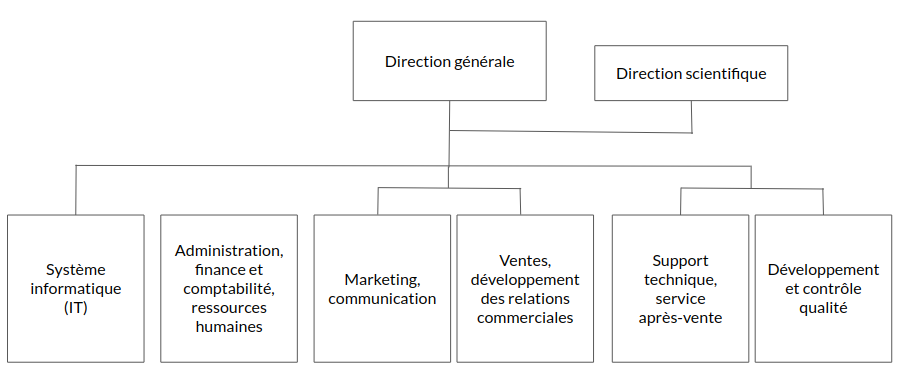 Direction générale
Direction scientifique
Système
informatique
(IT)
Administration,
finance et
comptabilité,
ressources
humaines
Marketing,
communication
Ventes,
développement
des relations
commerciales
Support
technique,
service
après-vente
Développement
et contrôle
qualité